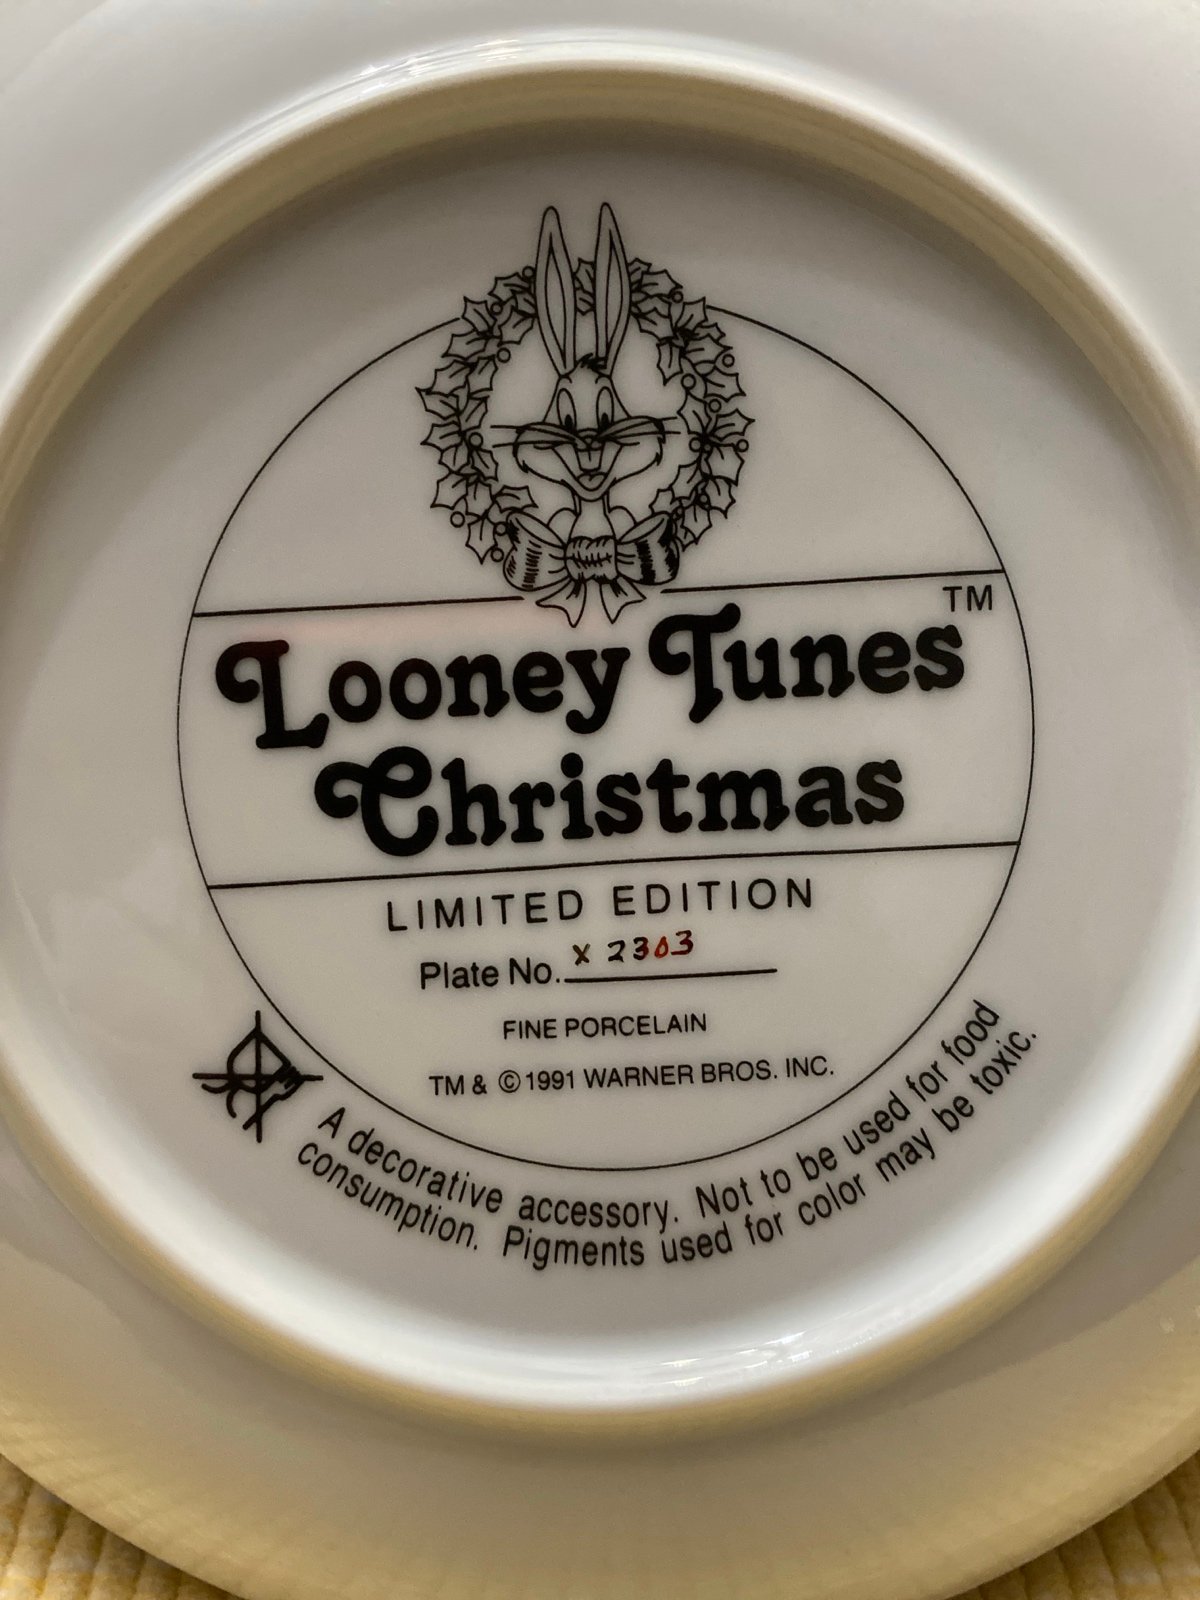 TM
Looney Tunes
Christmas
LIMITED EDITION
Plate No. X 2303
FINE PORCELAIN
TM & © 1991 WARNER BROS. INC.
A decorative accessory. Not to be used for food
consumption. Pigments used for color may be toxic.